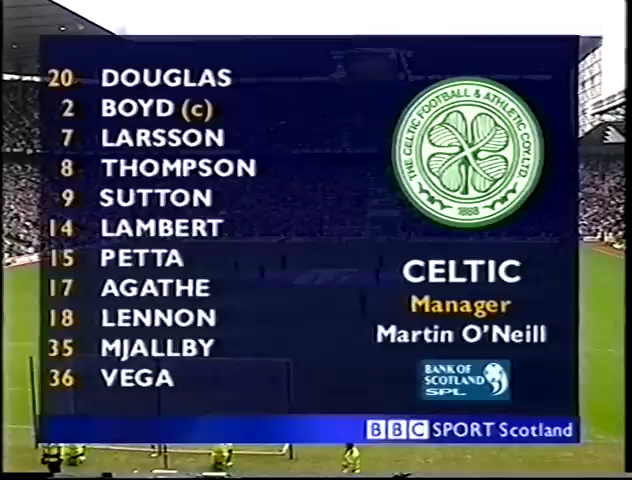 20 DOUGLAS
2 BOYD (c)
7 LARSSON
8 THOMPSON
9 SUTTON
14 LAMBERT
15 PETTA
17 AGATHE
18 LENNON
35 MJALLBY
36 VEGA
THE CELTIC FOOTBALL & ATHLETIC COY. LTD
1888
CELTIC
Manager
Martin O'Neill
BANK OF
SCOTLAND
SPL
BBC SPORT Scotland